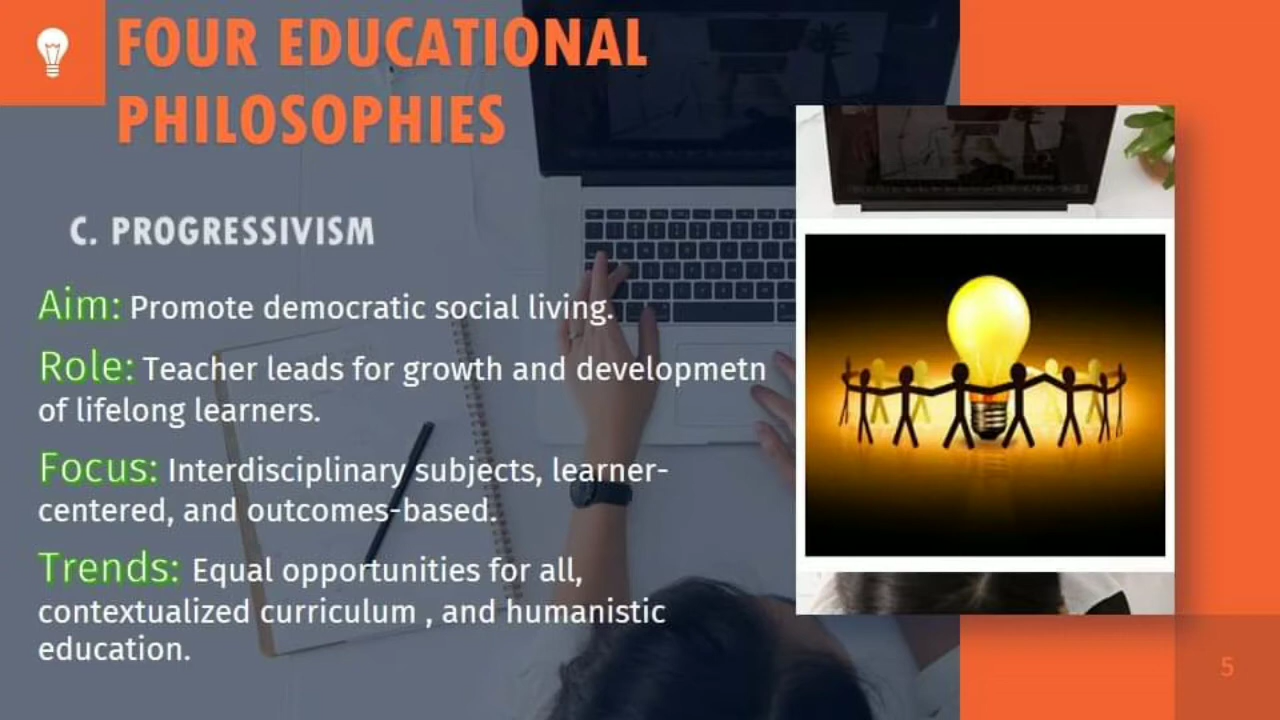 FOUR EDUCATIONAL
PHILOSOPHIES
C. PROGRESSIVISM
Aim: Promote democratic social living.
Role: Teacher leads for growth and developmetn
of lifelong learners.
Focus: Interdisciplinary subjects, learner-
centered, and outcomes-based.
Trends: Equal opportunities for all,
contextualized curriculum , and humanistic
education.
5